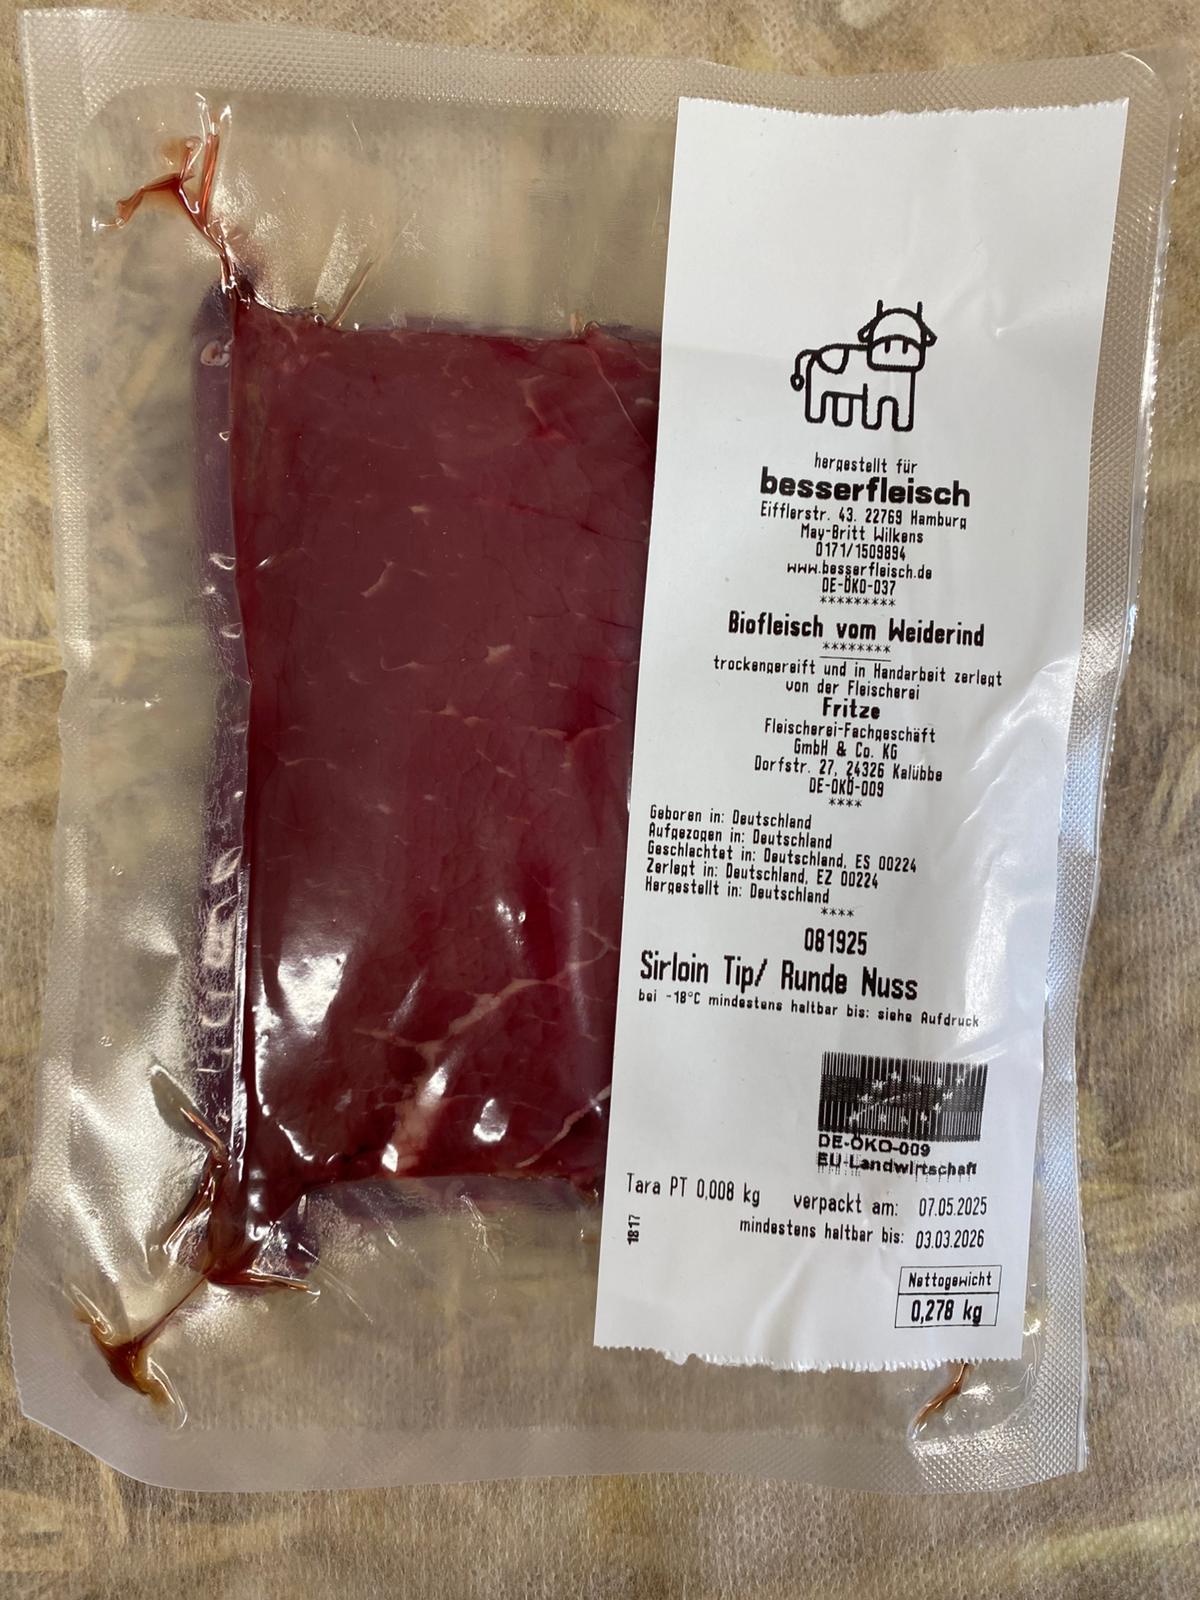 hergestellt für
besserfleisch
Eifflerstr. 43. 22769 Hamburg
May-Britt Wilkens
0171/1509894
www.besserfleisch.de
DE-ÖKO-037
*********
Biofleisch vom Weiderind
********
trockengereift und in Handarbeit zerlegt
von der Fleischerei
Fritze
Fleischerei-Fachgeschäft
GmbH & Co. KG
Dorfstr. 27, 24326 Kalübbe
DE-ÖKO-009
****
Geboren in: Deutschland
Aufgezogen in: Deutschland
Geschlachtet in: Deutschland, ES 00224
Zerlegt in: Deutschland, EZ 00224
Hergestellt in: Deutschland
****
081925
Sirloin Tip/ Runde Nuss
bei -18°C mindestens haltbar bis: siehe Aufdruck
DE-ÖKO-009
EU-Landwirtschaft
Tara PT 0,008 kg verpackt am: 07.05.2025
mindestens haltbar bis: 03.03.2026
1817
Nettogewicht
0,278 kg